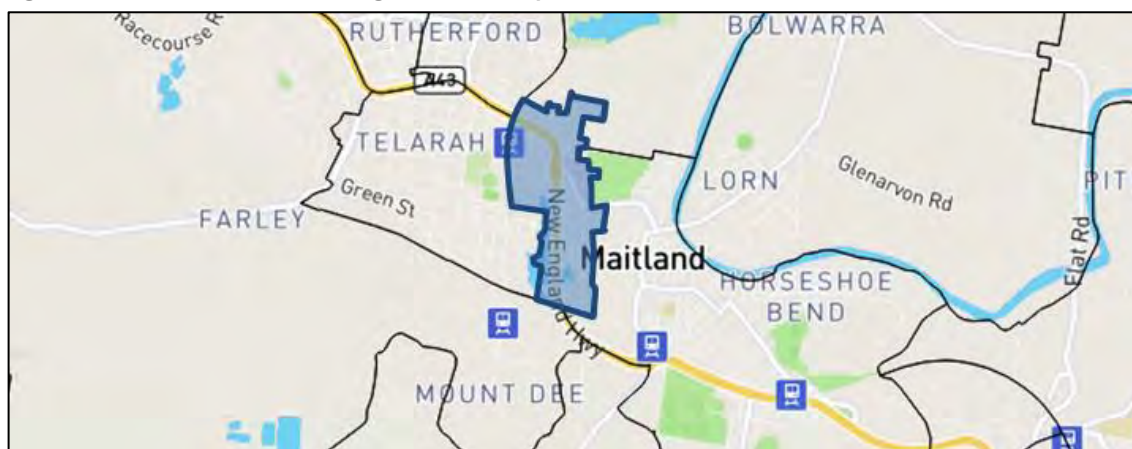 Racecourse R
RUTHERFORD
BOLWARRA
A43
TELARAH
Green St
LORN
Glenarvon Rd
PIT
FARLEY
New England Hwy
Maitland
Flat Rd
HORSESHOE
BEND
MOUNT DEE